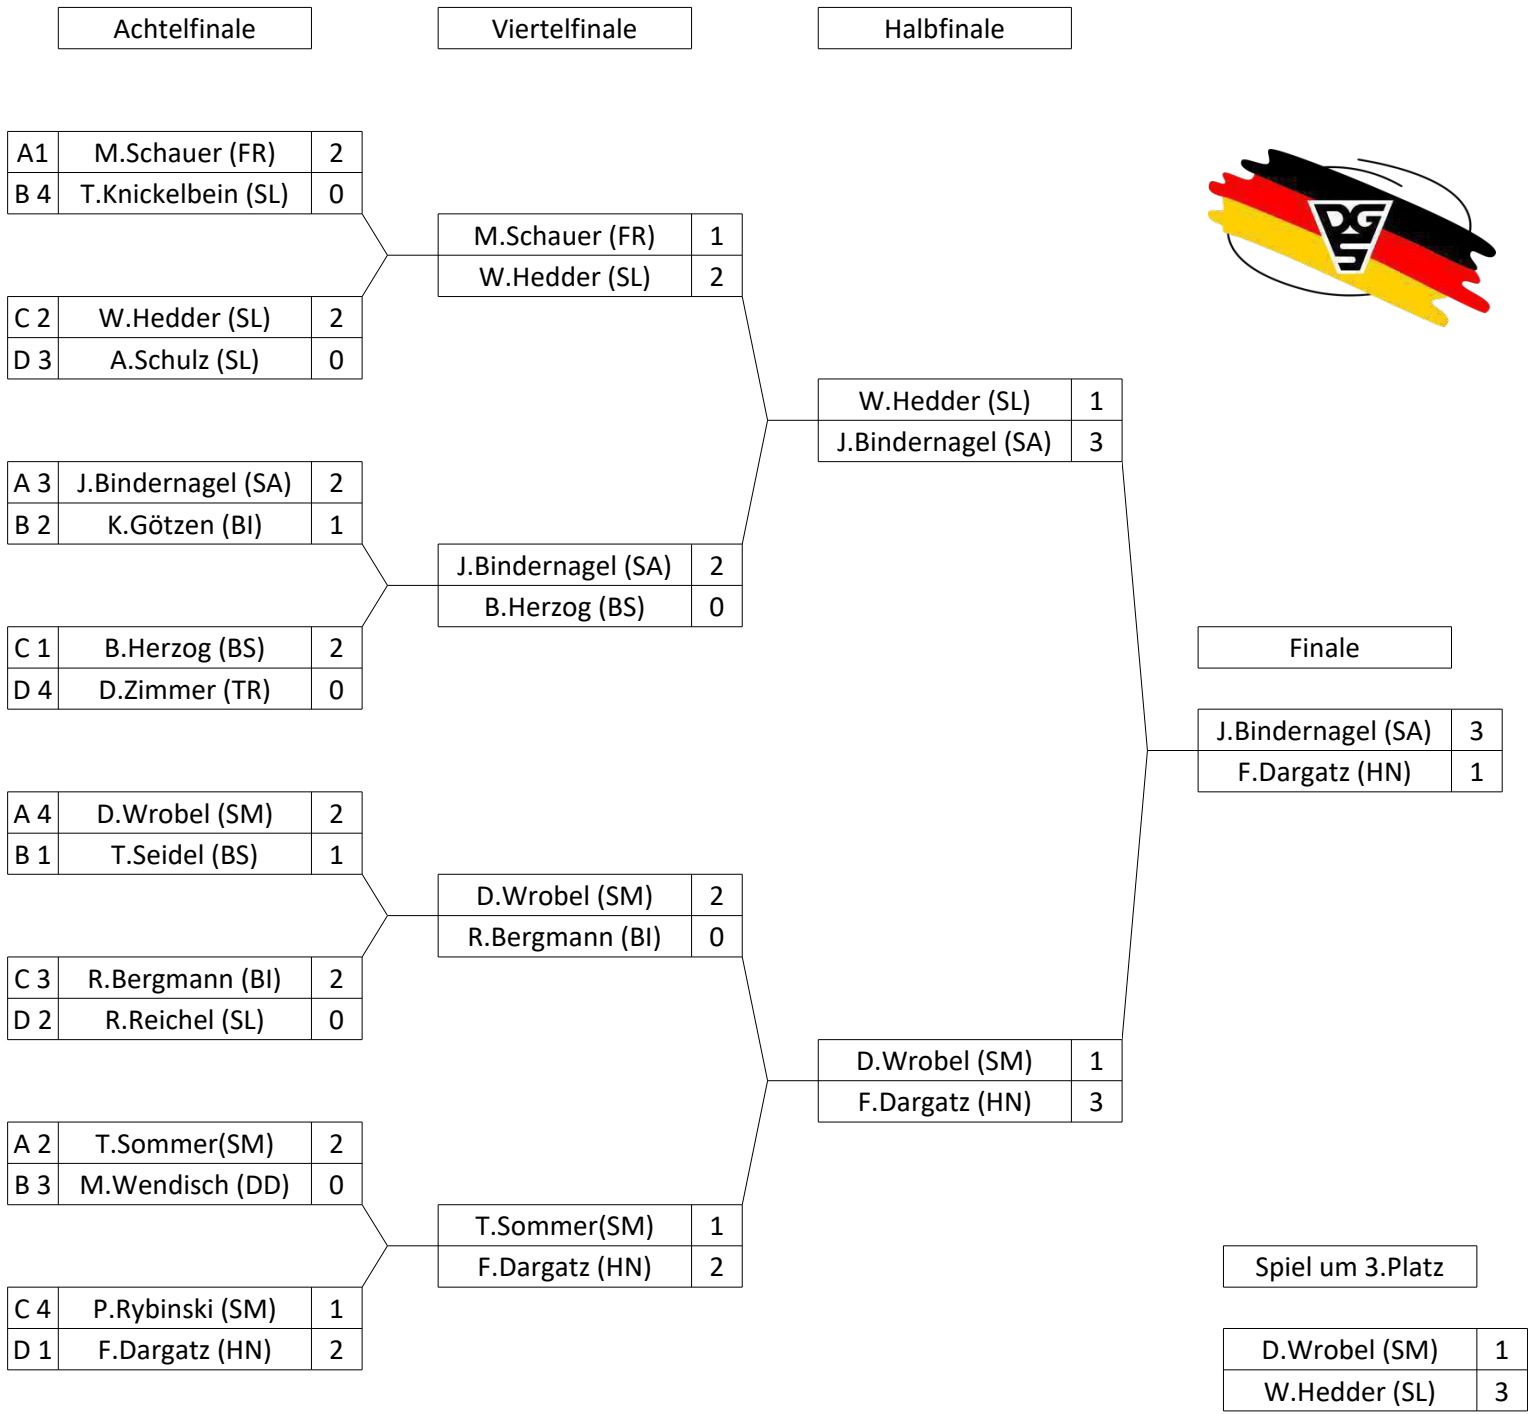 Achtelfinale
Viertelfinale
Halbfinale
A1 M.Schauer (FR) 2
B 4 T.Knickelbein (SL) 0
C 2 W.Hedder (SL) 2
D 3 A.Schulz (SL) 0
A 3 J.Bindernagel (SA) 2
B 2 K.Götzen (BI) 1
C 1 B.Herzog (BS) 2
D 4 D.Zimmer (TR) 0
A 4 D.Wrobel (SM) 2
B 1 T.Seidel (BS) 1
C 3 R.Bergmann (BI) 2
D 2 R.Reichel (SL) 0
A 2 T.Sommer(SM) 2
B 3 M.Wendisch (DD) 0
C 4 P.Rybinski (SM) 1
D 1 F.Dargatz (HN) 2
M.Schauer (FR) 1
W.Hedder (SL) 2
J.Bindernagel (SA) 2
B.Herzog (BS) 0
D.Wrobel (SM) 2
R.Bergmann (BI) 0
T.Sommer(SM) 1
F.Dargatz (HN) 2
W.Hedder (SL) 1
J.Bindernagel (SA) 3
D.Wrobel (SM) 1
F.Dargatz (HN) 3
DGS
Finale
J.Bindernagel (SA) 3
F.Dargatz (HN) 1
Spiel um 3.Platz
D.Wrobel (SM) 1
W.Hedder (SL) 3